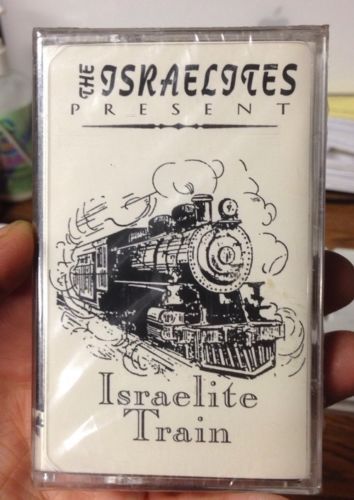 THE ISRAELITES
PRESENT
Israelite
Train